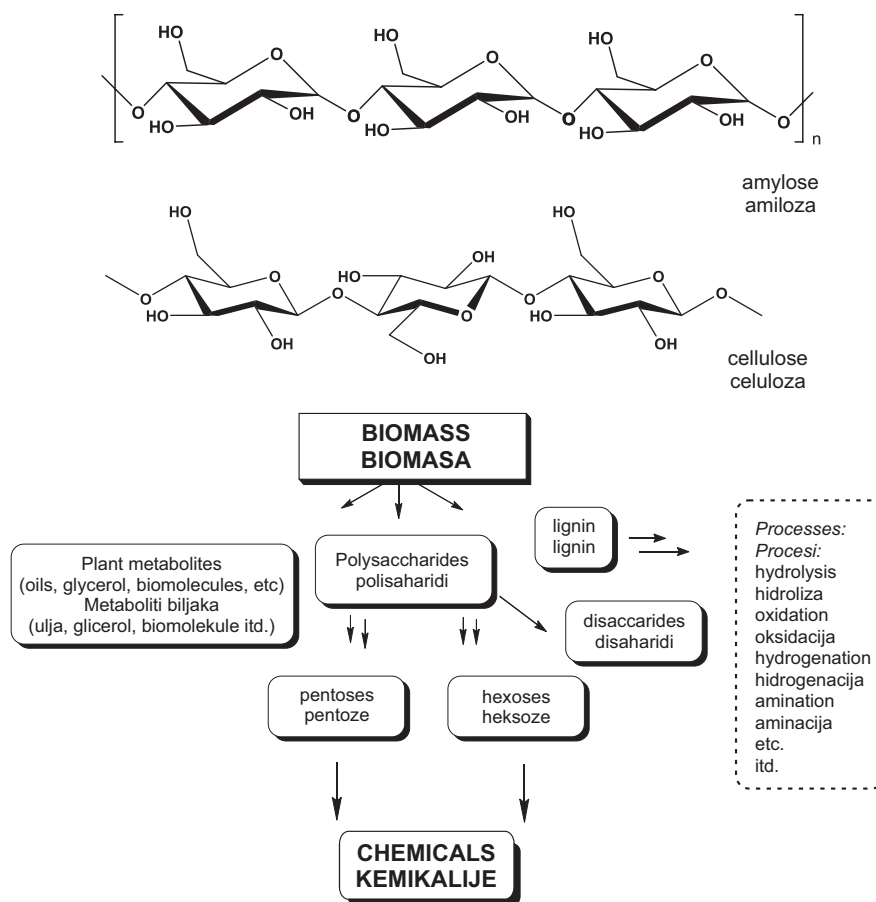 HO
O
OH
O
HO
HO
O
OH
O
HO
HO
O
OH
O
HO
O
n
amylose
amiloza
HO
O
O
HO
OH
O
HO
OH
O
O
OH
HO
O
HO
OH
O
cellulose
celuloza
BIOMASS
BIOMASA
Plant metabolites
(oils, glycerol, biomolecules, etc)
Metaboliti biljaka
(ulja, glicerol, biomolekule itd.)
Polysaccharides
polisaharidi
lignin
lignin
disaccarides
disaharidi
pentoses
pentoze
hexoses
heksoze
CHEMICALS
KEMIKALIJE
Processes:
Procesi:
hydrolysis
hidroliza
oxidation
oksidacija
hydrogenation
hidrogenacija
amination
aminacija
etc.
itd.